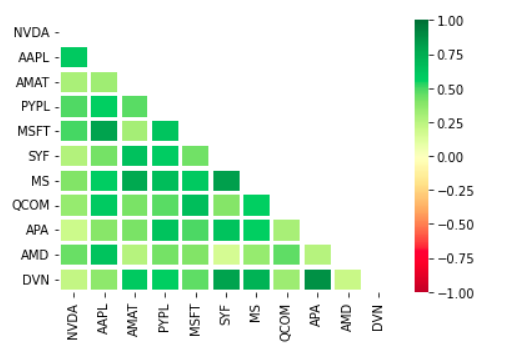 NVDA
AAPL
AMAT
PYPL
MSFT
SYF
MS
QCOM
APA
AMD
DVN
NVDA
AAPL
AMAT
PYPL
MSFT
SYF
MS
QCOM
APA
AMD
DVN
1.00
0.75
0.50
0.25
0.00
−0.25
−0.50
−0.75
−1.00